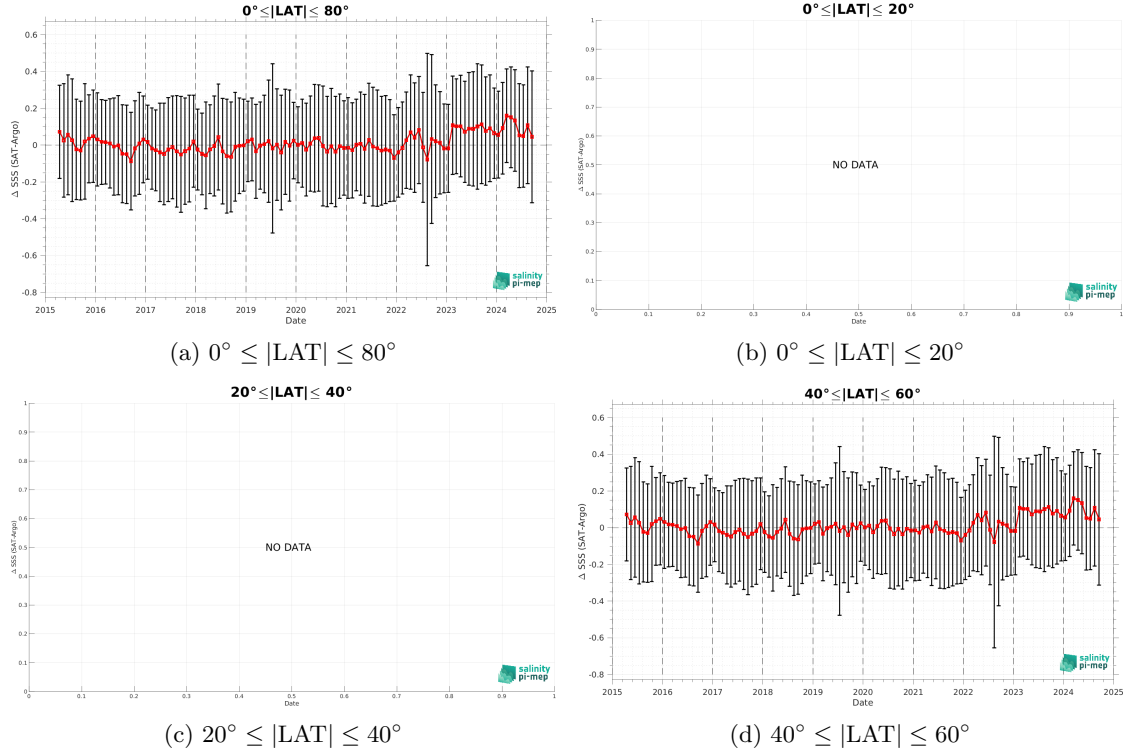 0°≤|LAT|≤ 80°
Δ SSS (SAT-Argo)
0.6
0.4
0.2
0
-0.2
-0.4
-0.6
-0.8
2015 2016 2017 2018 2019 2020 2021 2022 2023 2024 2025
Date
salinity
pi-mep
(a) 0° ≤ |LAT| ≤ 80°
0°≤|LAT|≤ 20°
Δ SSS (SAT-Argo)
1
0.9
0.8
0.7
0.6
0.5
0.4
0.3
0.2
0.1
0
NO DATA
0 0.1 0.2 0.3 0.4 0.5 0.6 0.7 0.8 0.9 1
Date
salinity
pi-mep
(b) 0° ≤ |LAT| ≤ 20°
20°≤|LAT|≤ 40°
Δ SSS (SAT-Argo)
1
0.9
0.8
0.7
0.6
0.5
0.4
0.3
0.2
0.1
0
NO DATA
0 0.1 0.2 0.3 0.4 0.5 0.6 0.7 0.8 0.9 1
Date
salinity
pi-mep
(c) 20° ≤ |LAT| ≤ 40°
40°≤|LAT|≤ 60°
Δ SSS (SAT-Argo)
0.6
0.4
0.2
0
-0.2
-0.4
-0.6
-0.8
2015 2016 2017 2018 2019 2020 2021 2022 2023 2024 2025
Date
salinity
pi-mep
(d) 40° ≤ |LAT| ≤ 60°